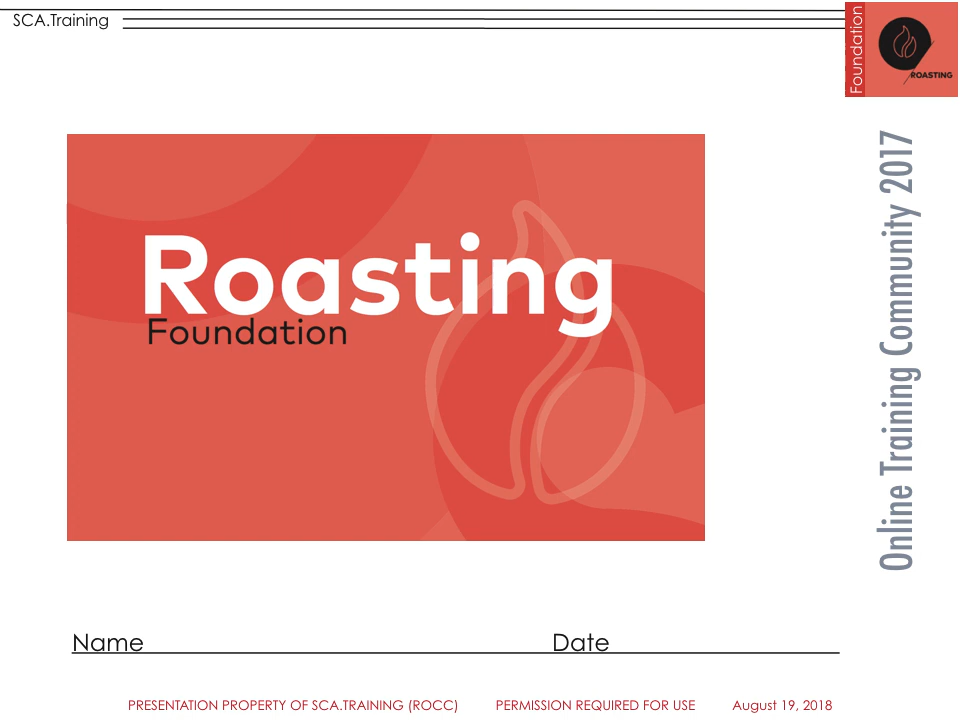 SCA.Training
Foundation
ROASTING
Online Training Community 2017
Roasting
Foundation
Name Date
PRESENTATION PROPERTY OF SCA.TRAINING (ROCC) PERMISSION REQUIRED FOR USE August 19, 2018